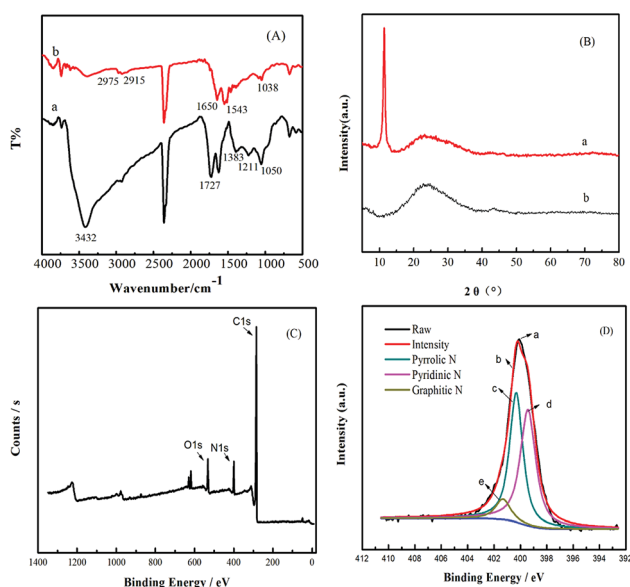 (A)
b
2975 2915
1650
1543
1038
a
3432
1727
1383
1211
1050
T%
4000 3500 3000 2500 2000 1500 1000 500
Wavenumber/cm-1
(B)
a
b
Intensity(a.u.)
10 20 30 40 50 60 70 80
2 θ (°)
(C)
C1s
O1s
N1s
Counts / s
1400 1200 1000 800 600 400 200 0
Binding Energy / eV
(D)
Raw
Intensity
Pyrrolic N
Pyridinic N
Graphitic N
a
b
c
d
e
Intensity (a.u.)
412 410 408 406 404 402 400 398 396 394 392
Binding Energy / eV